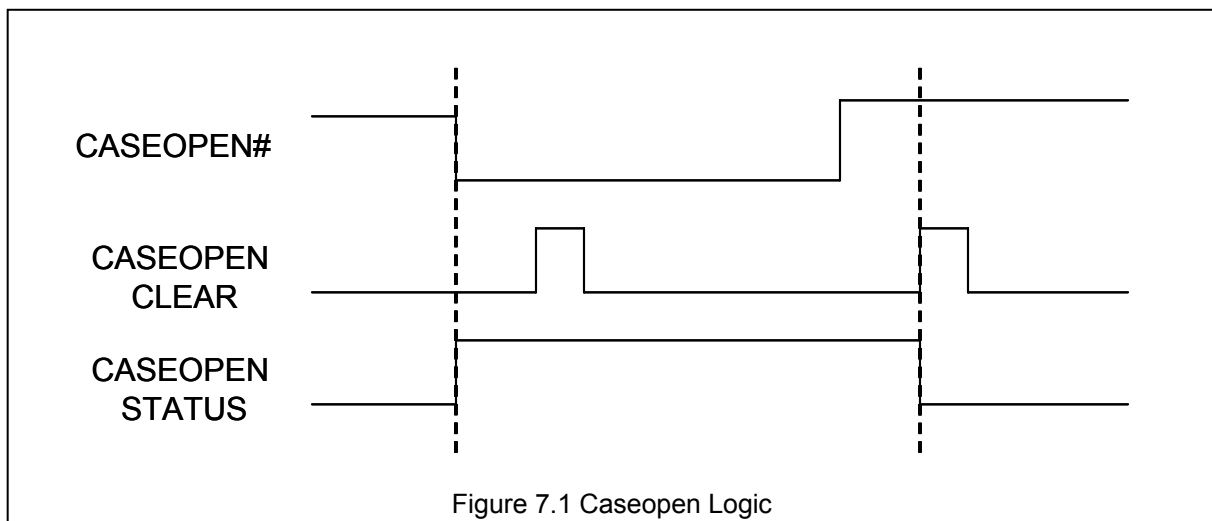 CASEOPEN#
CASEOPEN
CLEAR
CASEOPEN
STATUS
Figure 7.1 Caseopen Logic